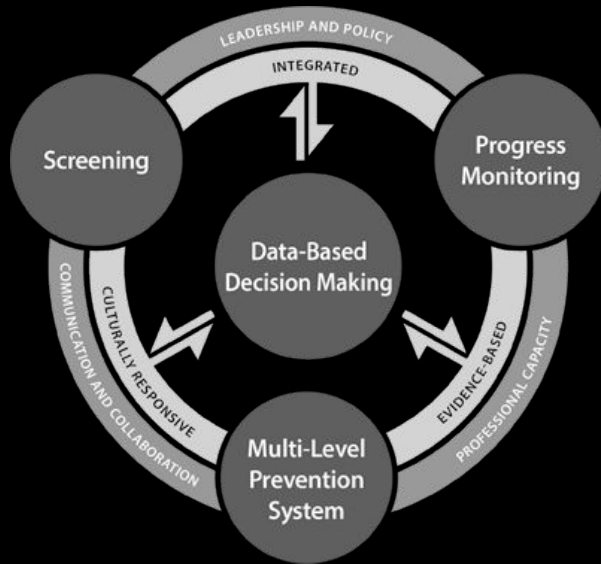 LEADERSHIP AND POLICY
INTEGRATED
Screening
Progress
Monitoring
Data-Based
Decision Making
COMMUNICATION AND COLLABORATION
CULTURALLY RESPONSIVE
EVIDENCE-BASED
PROFESSIONAL CAPACITY
Multi-Level
Prevention
System